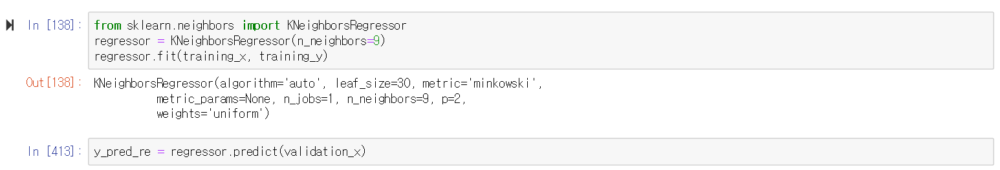 In [138]: from sklearn.neighbors import KNeighborsRegressor
regressor = KNeighborsRegressor(n_neighbors=9)
regressor.fit(training_x, training_y)
Out[138]: KNeighborsRegressor(algorithm='auto', leaf_size=30, metric='minkowski',
metric_params=None, n_jobs=1, n_neighbors=9, p=2,
weights='uniform')
In [413]: y_pred_re = regressor.predict(validation_x)